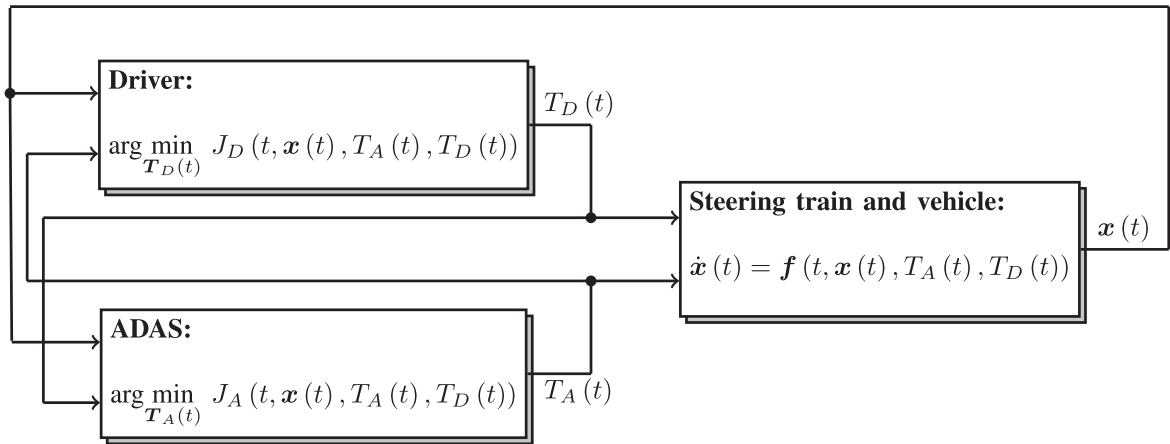 Driver:
arg min J_D (t, x (t) , T_A (t) , T_D (t))
T_D(t)
T_D (t)
Steering train and vehicle:
ẋ (t) = f (t, x (t) , T_A (t) , T_D (t))
x (t)
ADAS:
arg min J_A (t, x (t) , T_A (t) , T_D (t))
T_A(t)
T_A (t)